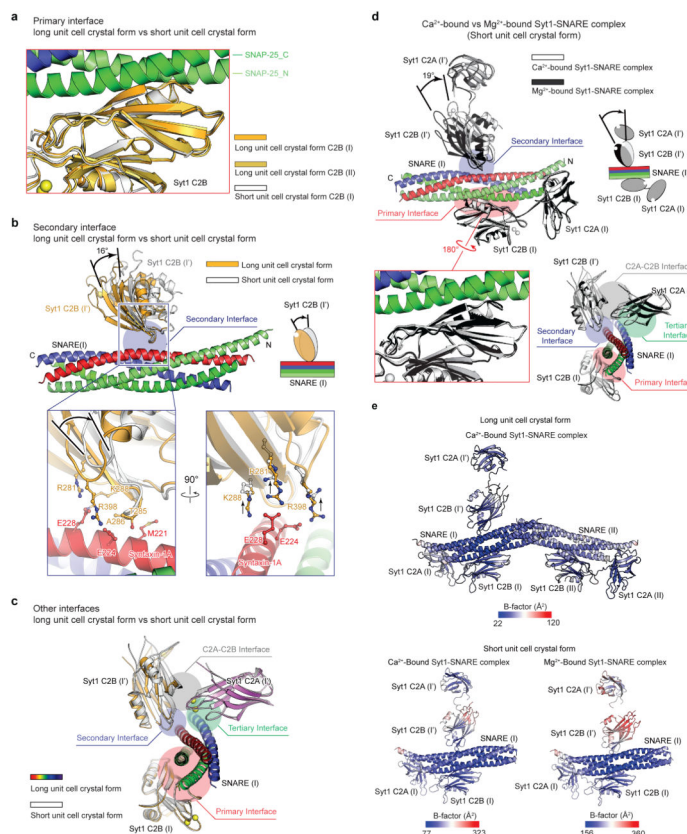 a
Primary interface
long unit cell crystal form vs short unit cell crystal form
SNAP-25_C
SNAP-25_N
Syt1 C2B
Long unit cell crystal form C2B (I)
Long unit cell crystal form C2B (II)
Short unit cell crystal form C2B (I)
b
Secondary interface
long unit cell crystal form vs short unit cell crystal form
16°
Syt1 C2B (I')
Syt1 C2B (I')
Long unit cell crystal form
Short unit cell crystal form
Secondary Interface
Syt1 C2B (I')
SNARE(I)
C
N
SNARE (I)
R281
E228
R398
A286
E224
M221
Syntaxin-1A
90°
R281
K288
R398
E228
E224
Syntaxin-1A
c
Other interfaces
long unit cell crystal form vs short unit cell crystal form
C2A-C2B Interface
Syt1 C2B (I')
Syt1 C2A (I')
Secondary Interface
Tertiary Interface
SNARE (I)
Long unit cell crystal form
Short unit cell crystal form
Primary Interface
Syt1 C2B (I)
d
Ca²⁺-bound vs Mg²⁺-bound Syt1-SNARE complex
(Short unit cell crystal form)
Syt1 C2A (I')
19°
Ca²⁺-bound Syt1-SNARE complex
Mg²⁺-bound Syt1-SNARE complex
Syt1 C2B (I')
Secondary Interface
SNARE (I)
C
N
Primary Interface
Syt1 C2A (I)
Syt1 C2B (I)
180°
Syt1 C2A (I')
Syt1 C2B (I')
SNARE (I)
Syt1 C2B (I)
Syt1 C2A (I)
C2A-C2B Interface
Syt1 C2B (I')
Syt1 C2A
Secondary
Interface
Tertiary
Interface
SNARE (I)
Syt1 C2B (I)
Primary Interface
e
Long unit cell crystal form
Ca²⁺-Bound Syt1-SNARE complex
Syt1 C2A (I')
Syt1 C2B (I')
SNARE (I)
SNARE (II)
Syt1 C2A (I)
Syt1 C2B (I)
Syt1 C2B (II)
Syt1 C2A (II)
B-factor (Å²)
22
120
Short unit cell crystal form
Ca²⁺-Bound Syt1-SNARE complex
Mg²⁺-Bound Syt1-SNARE complex
Syt1 C2A (I')
Syt1 C2A (I')
Syt1 C2B (I')
Syt1 C2B (I')
SNARE (I)
SNARE (I)
Syt1 C2A (I)
Syt1 C2B (I)
Syt1 C2A (I)
Syt1 C2B (I)
B-factor (Å²)
77
323
B-factor (Å²)
156
360